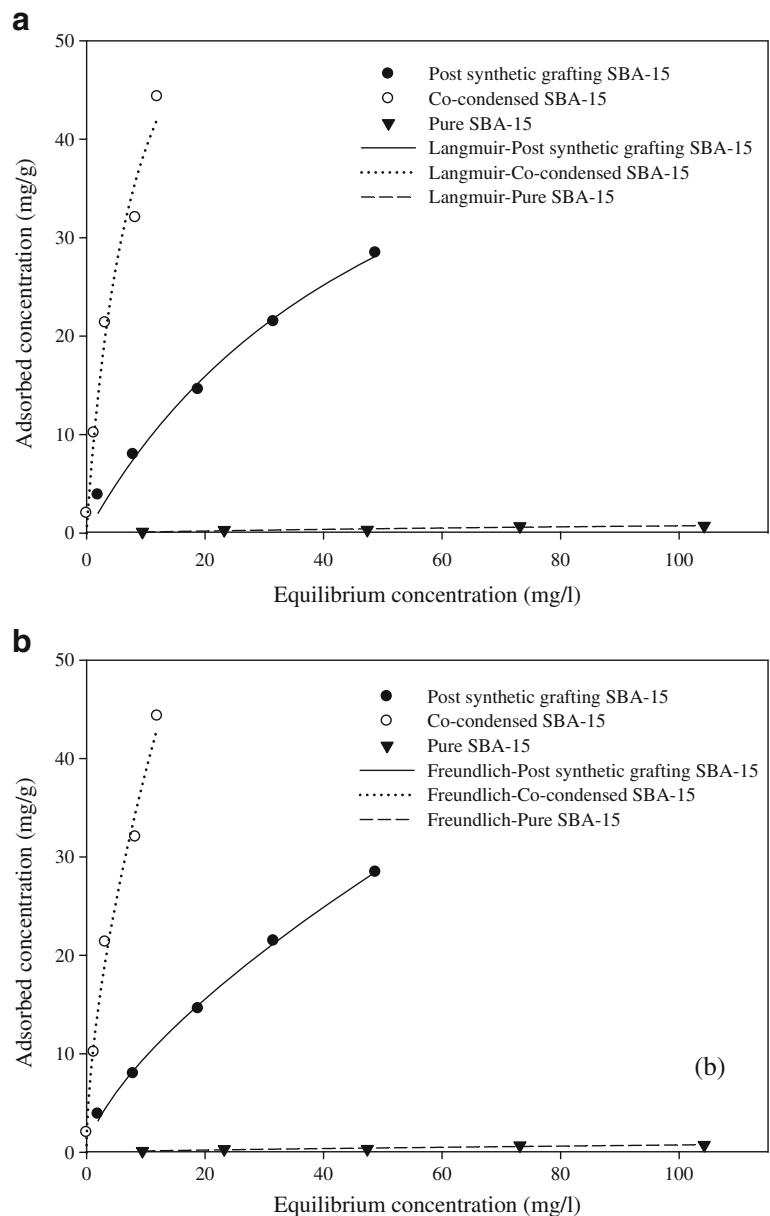 a
50
40
30
20
10
0
Adsorbed concentration (mg/g)
Post synthetic grafting SBA-15
Co-condensed SBA-15
Pure SBA-15
Langmuir-Post synthetic grafting SBA-15
Langmuir-Co-condensed SBA-15
Langmuir-Pure SBA-15
0 20 40 60 80 100
Equilibrium concentration (mg/l)
b
50
40
30
20
10
0
Adsorbed concentration (mg/g)
Post synthetic grafting SBA-15
Co-condensed SBA-15
Pure SBA-15
Freundlich-Post synthetic grafting SBA-15
Freundlich-Co-condensed SBA-15
Freundlich-Pure SBA-15
(b)
0 20 40 60 80 100
Equilibrium concentration (mg/l)